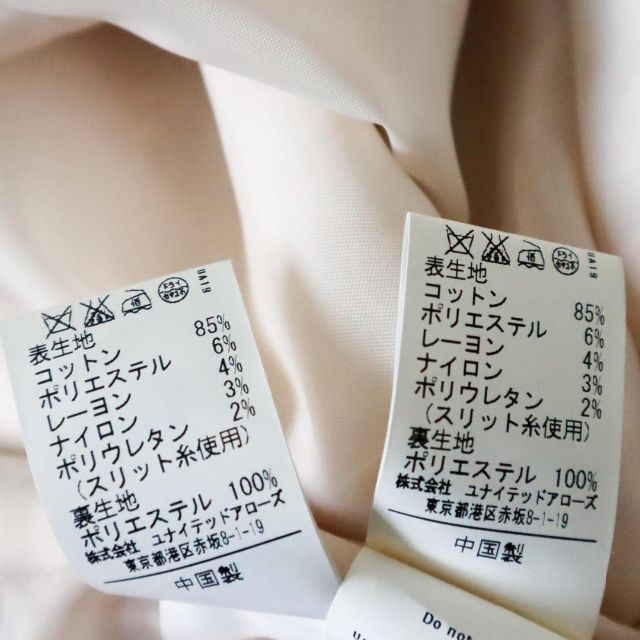 UA19
表生地
コットン 85%
ポリエステル 6%
レーヨン 4%
ナイロン 3%
ポリウレタン 2%
(スリット糸使用)
裏生地
ポリエステル 100%
株式会社 ユナイテッドアローズ
東京都港区赤坂8-1-19
中国製
UA19
表生地
コットン 85%
ポリエステル 6%
レーヨン 4%
ナイロン 3%
ポリウレタン 2%
(スリット糸使用)
裏生地
ポリエステル 100%
株式会社 ユナイテッドアローズ
東京都港区赤坂8-1-19
中国製
Do not